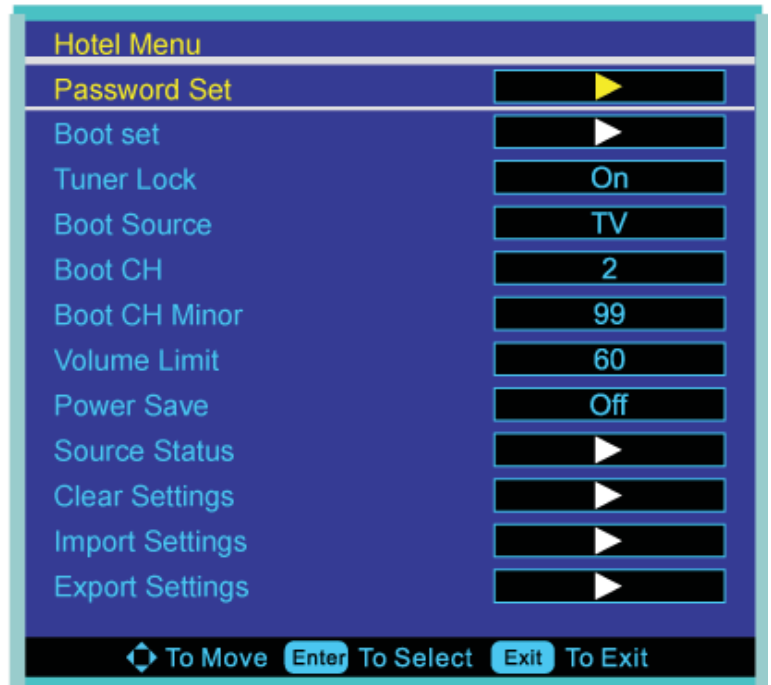 Hotel Menu
Password Set
Boot set
Tuner Lock On
Boot Source TV
Boot CH 2
Boot CH Minor 99
Volume Limit 60
Power Save Off
Source Status
Clear Settings
Import Settings
Export Settings
To Move Enter To Select Exit To Exit